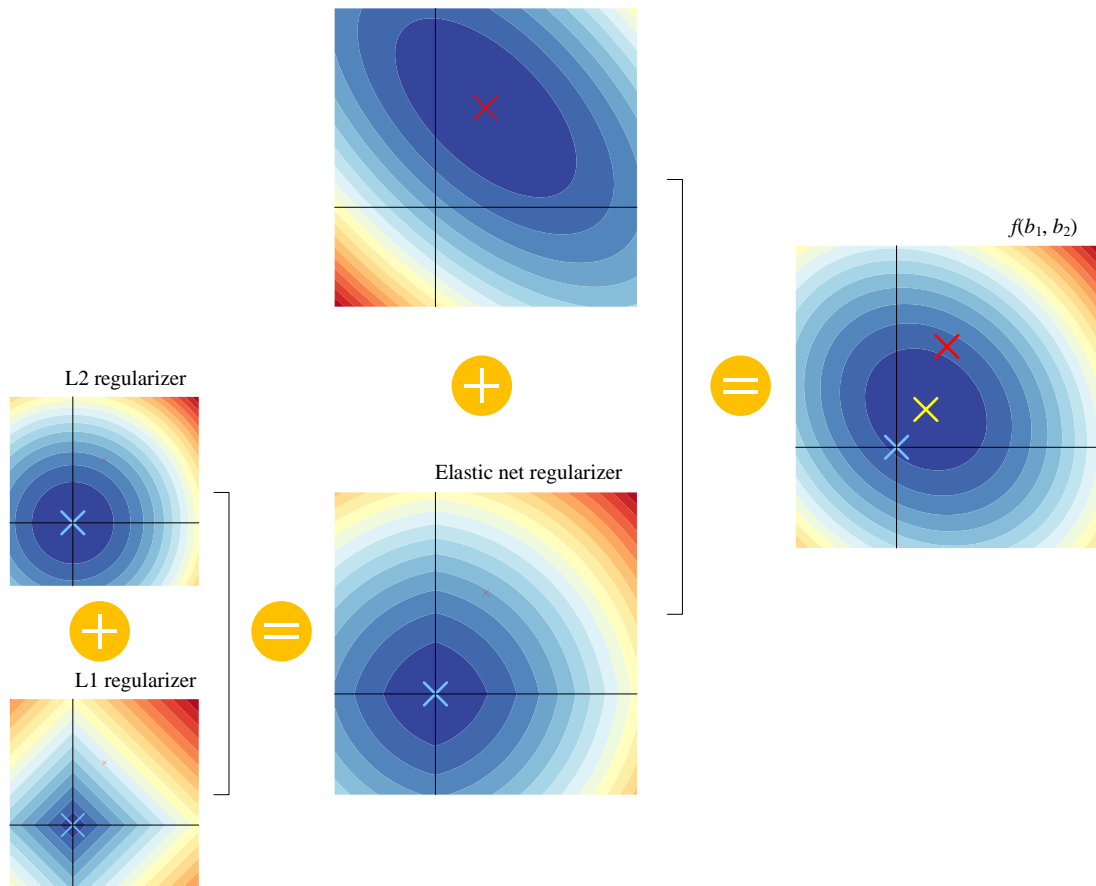 f(b₁, b₂)
L2 regularizer
Elastic net regularizer
L1 regularizer